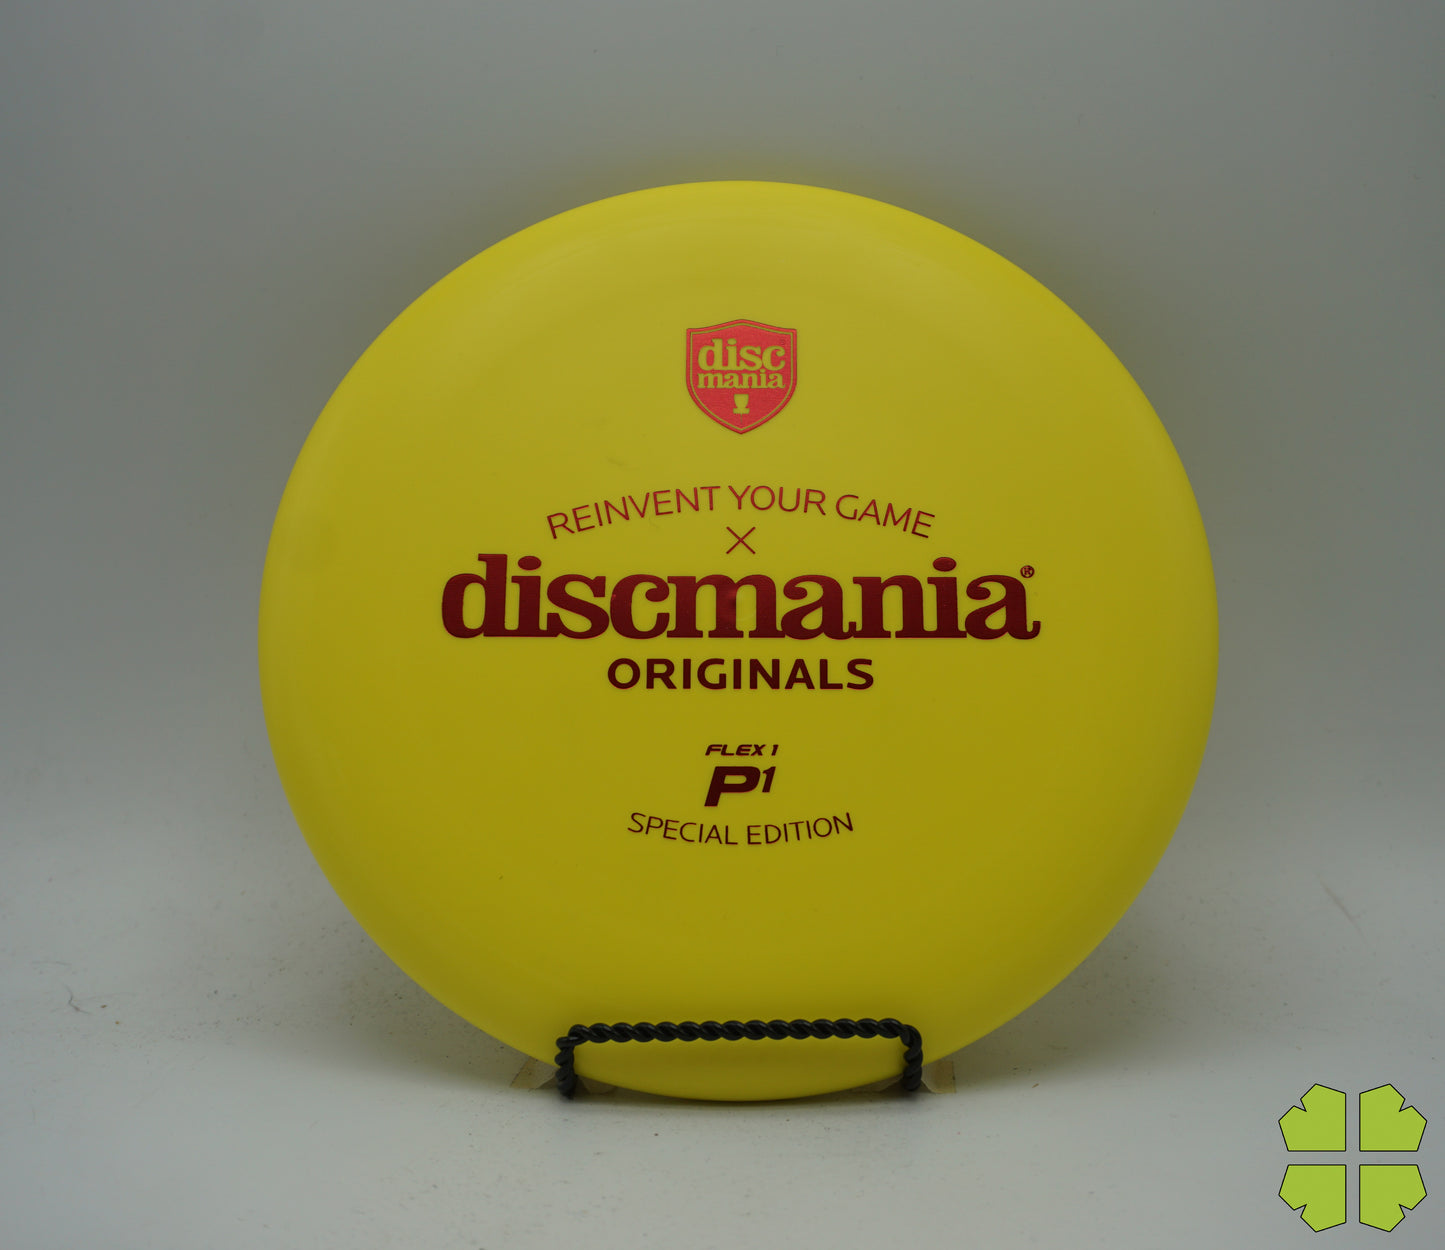 disc
mania
REINVENT YOUR GAME
X
discmania®
ORIGINALS
FLEX 1
P1
SPECIAL EDITION